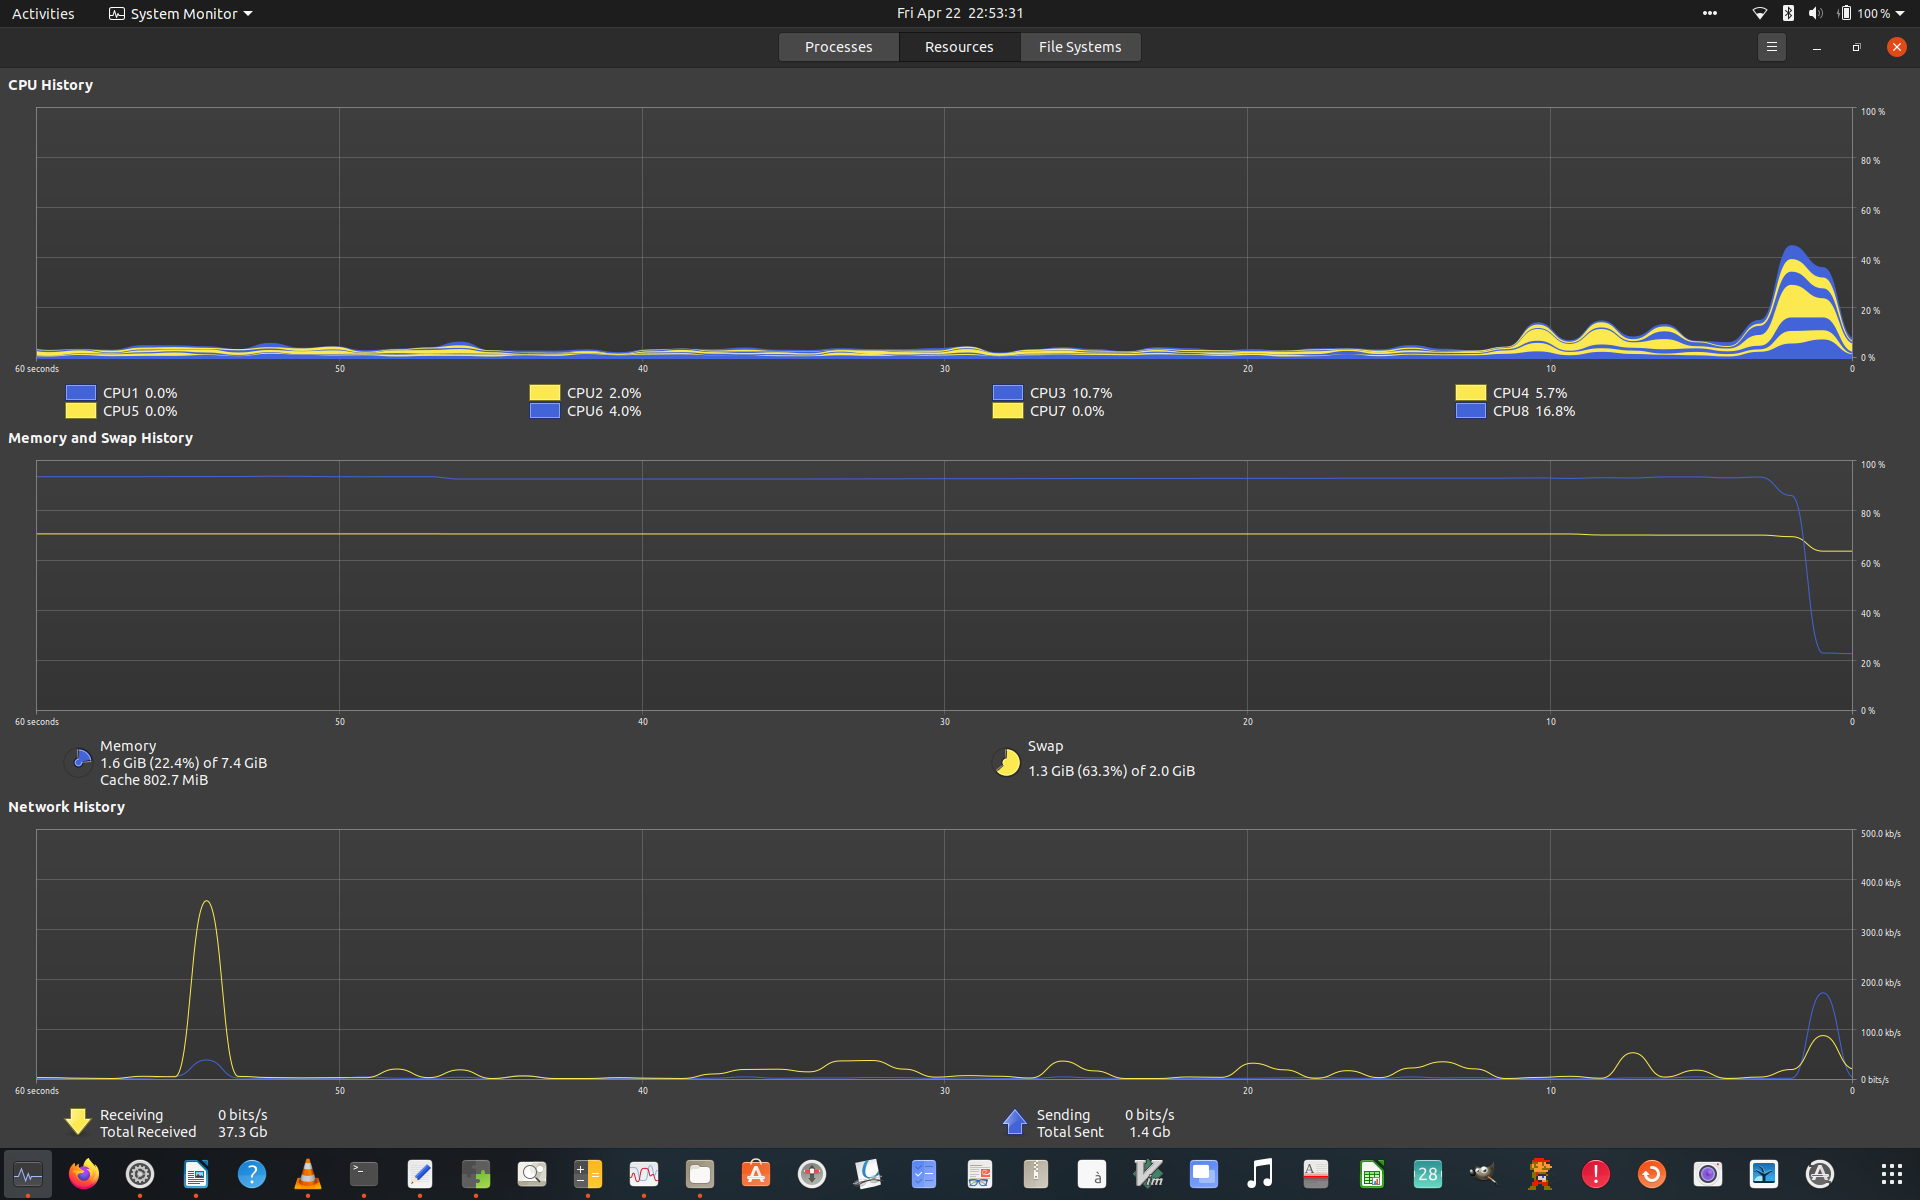 Activities System Monitor Fri Apr 22 22:53:31 100 %
Processes Resources File Systems
CPU History
100 %
80 %
60 %
40 %
20 %
0 %
60 seconds 50 40 30 20 10 0
CPU1 0.0% CPU2 2.0% CPU3 10.7% CPU4 5.7%
CPU5 0.0% CPU6 4.0% CPU7 0.0% CPU8 16.8%
Memory and Swap History
100 %
80 %
60 %
40 %
20 %
0 %
60 seconds 50 40 30 20 10 0
Memory Swap
1.6 GiB (22.4%) of 7.4 GiB 1.3 GiB (63.3%) of 2.0 GiB
Cache 802.7 MiB
Network History
500.0 kb/s
400.0 kb/s
300.0 kb/s
200.0 kb/s
100.0 kb/s
0 bits/s
60 seconds 50 40 30 20 10 0
Receiving 0 bits/s Sending 0 bits/s
Total Received 37.3 Gb Total Sent 1.4 Gb
? >_ à Vim A 28 !